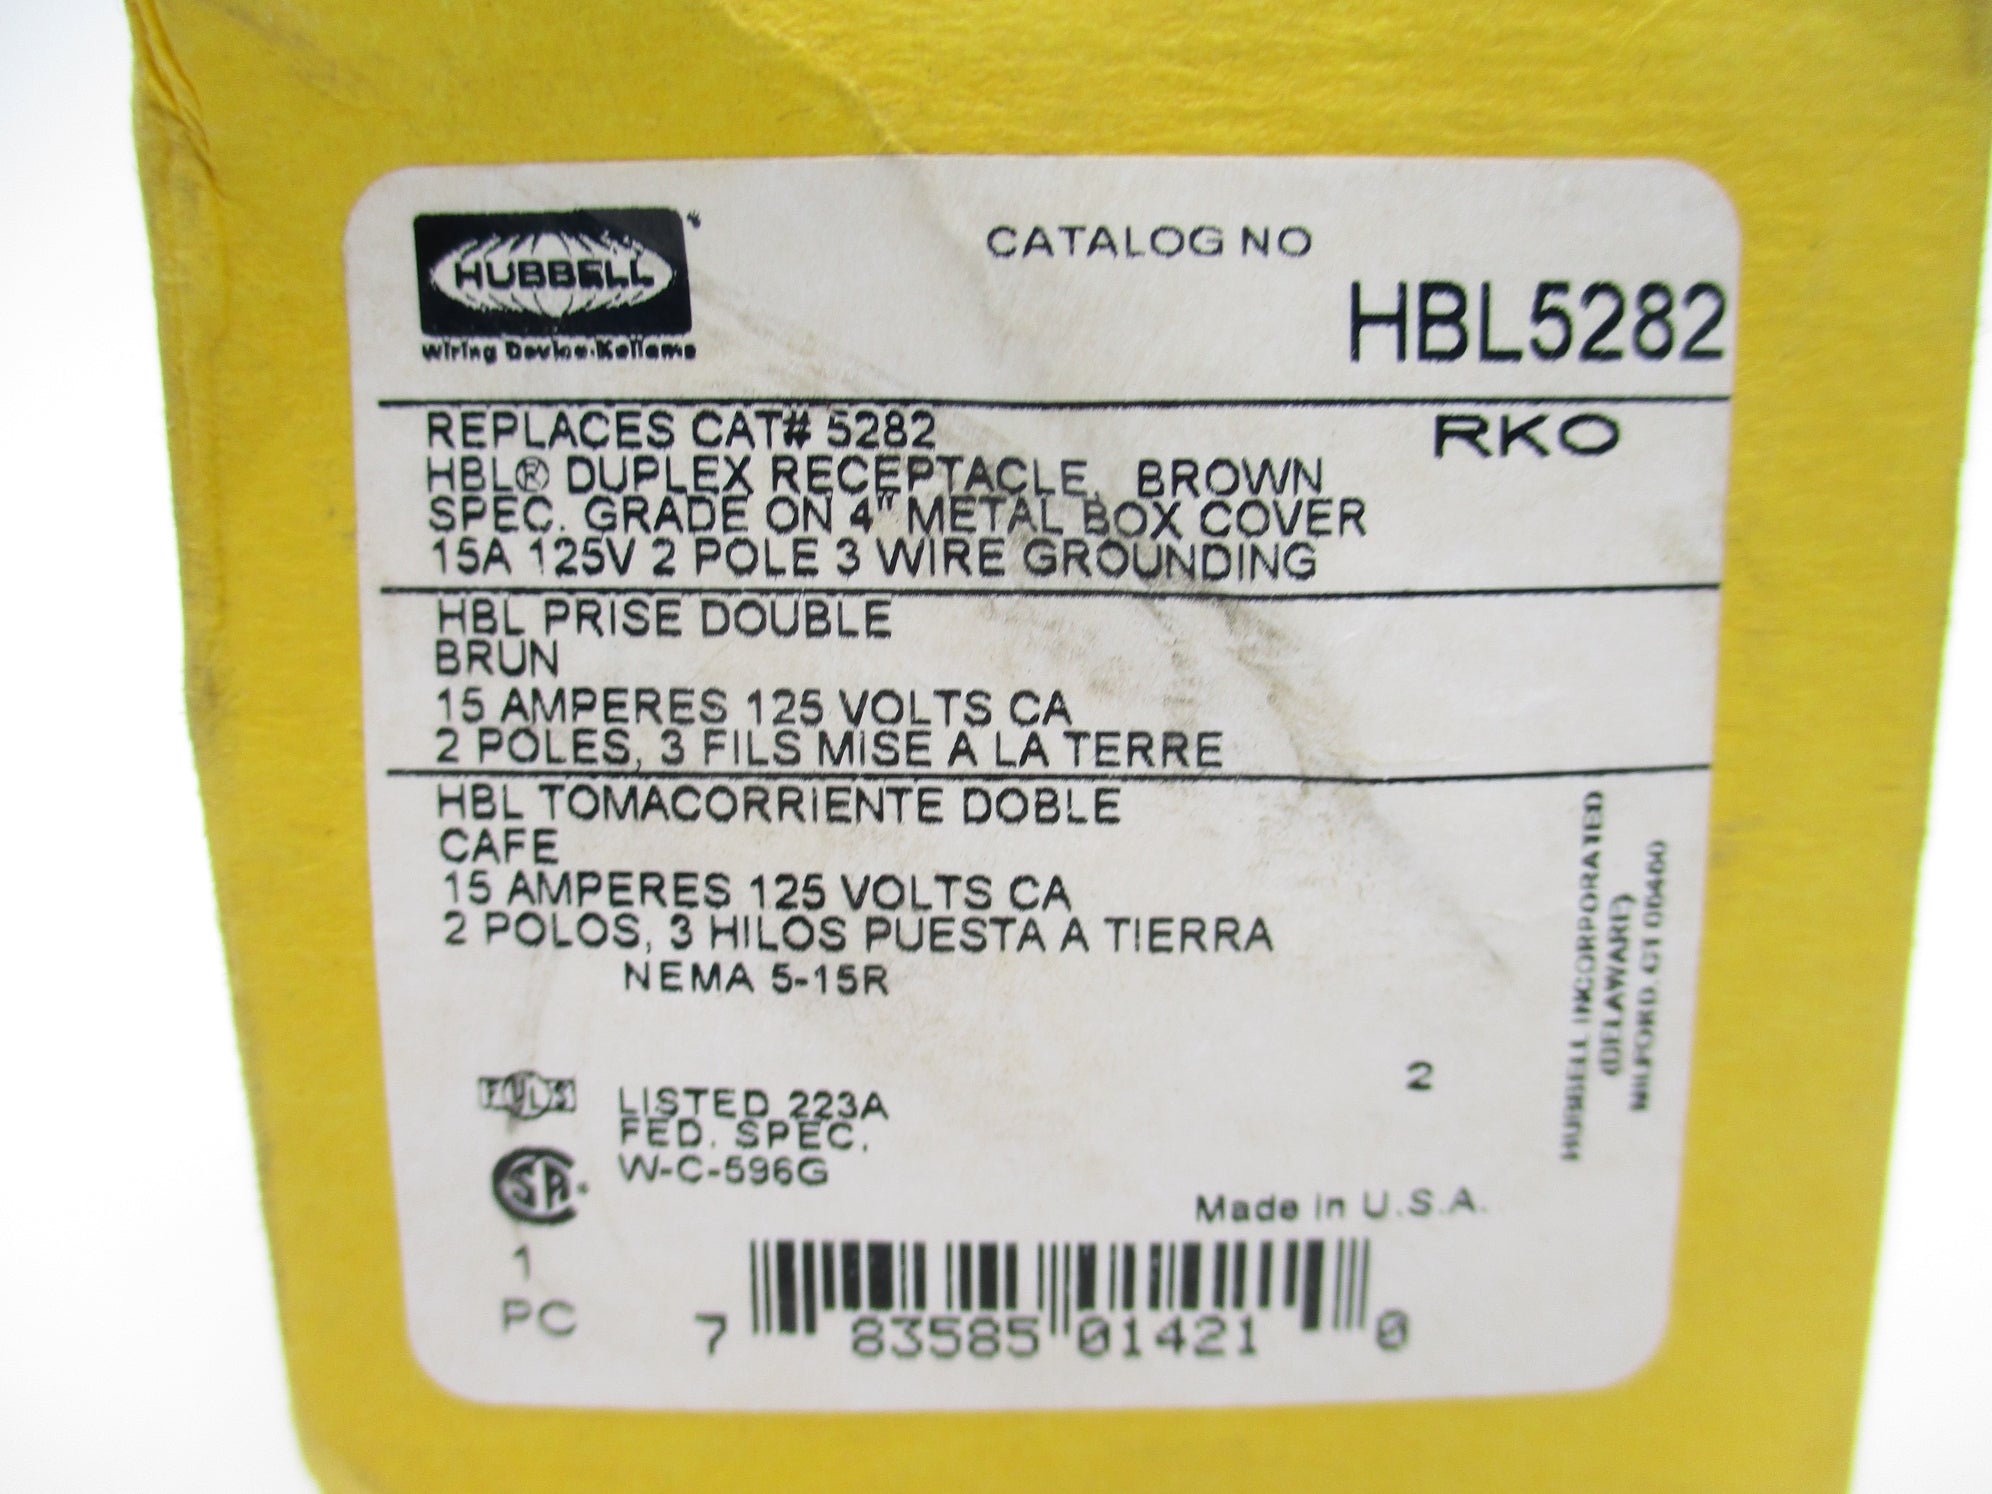 HUBBELL
Wiring Device-Kellems
CATALOG NO
HBL5282
REPLACES CAT# 5282
RKO
HBL® DUPLEX RECEPTACLE, BROWN
SPEC. GRADE ON 4" METAL BOX COVER
15A 125V 2 POLE 3 WIRE GROUNDING
HBL PRISE DOUBLE
BRUN
15 AMPERES 125 VOLTS CA
2 POLES, 3 FILS MISE A LA TERRE
HBL TOMACORRIENTE DOBLE
CAFE
15 AMPERES 125 VOLTS CA
2 POLOS, 3 HILOS PUESTA A TIERRA
NEMA 5-15R
HUBBELL INCORPORATED
(DELAWARE)
MILFORD, CT 06460
2
LISTED 223A
FED. SPEC.
W-C-596G
Made in U.S.A.
1
PC
7 83585 01421 0